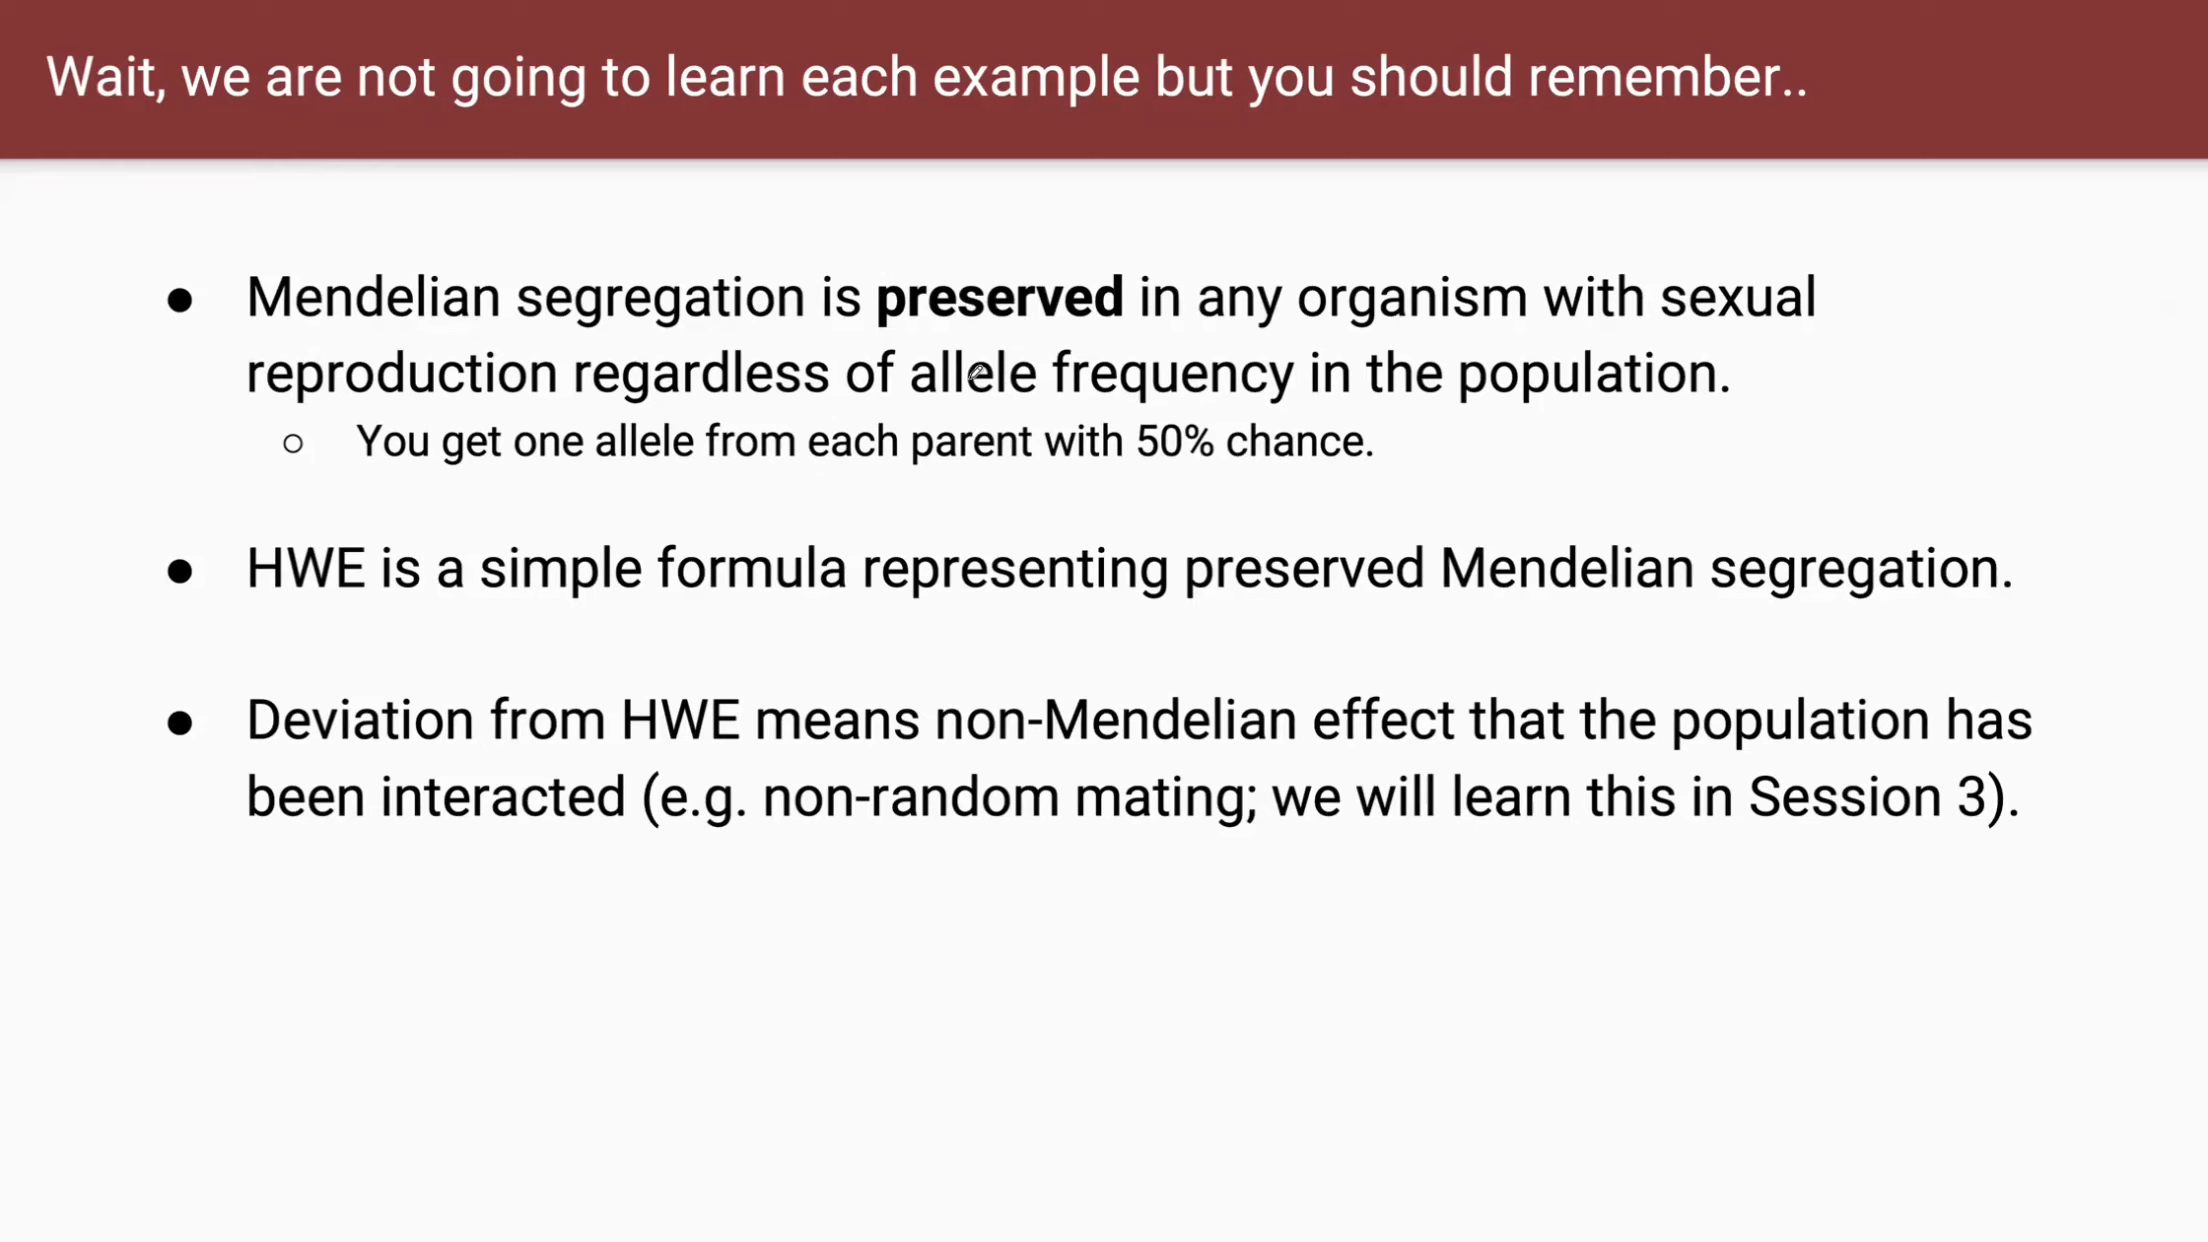 Wait, we are not going to learn each example but you should remember..
● Mendelian segregation is preserved in any organism with sexual
reproduction regardless of allele frequency in the population.
○ You get one allele from each parent with 50% chance.
● HWE is a simple formula representing preserved Mendelian segregation.
● Deviation from HWE means non-Mendelian effect that the population has
been interacted (e.g. non-random mating; we will learn this in Session 3).